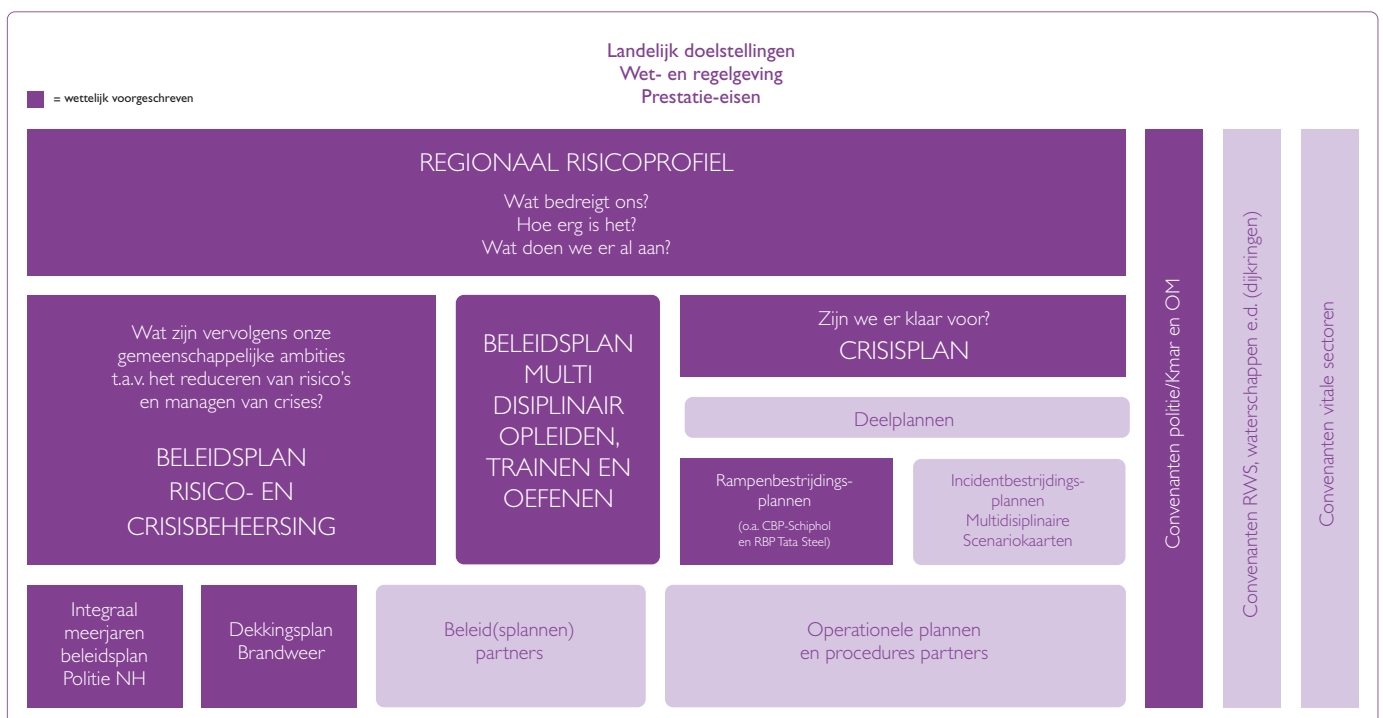 Landelijk doelstellingen
Wet- en regelgeving
Prestatie-eisen
= wettelijk voorgeschreven
REGIONAAL RISICOPROFIEL
Wat bedreigt ons?
Hoe erg is het?
Wat doen we er al aan?
Wat zijn vervolgens onze
gemeenschappelijke ambities
t.a.v. het reduceren van risico's
en managen van crises?
BELEIDSPLAN
RISICO- EN
CRISISBEHEERSING
BELEIDSPLAN
MULTI
DISIPLINAIR
OPLEIDEN,
TRAINEN EN
OEFENEN
Zijn we er klaar voor?
CRISISPLAN
Deelplannen
Rampenbestrijdings-
plannen
(o.a. CBP-Schiphol
en RBP Tata Steel)
Incidentbestrijdings-
plannen
Multidisiplinaire
Scenariokaarten
Integraal
meerjaren
beleidsplan
Politie NH
Dekkingsplan
Brandweer
Beleid(splannen)
partners
Operationele plannen
en procedures partners
Convenanten politie/Kmar en OM
Convenanten RWS, waterschappen e.d. (dijkringen)
Convenanten vitale sectoren